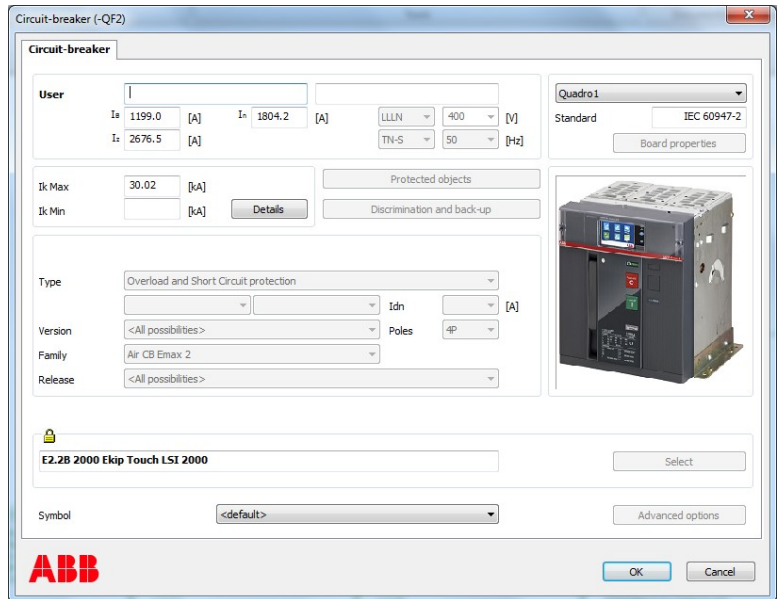 Circuit-breaker (-QF2)
Circuit-breaker
User
Quadro1
IB 1199.0 [A] In 1804.2 [A] LLLN 400 [V] Standard IEC 60947-2
Iz 2676.5 [A] TN-S 50 [Hz] Board properties
Ik Max 30.02 [kA] Protected objects
Ik Min [kA] Details Discrimination and back-up
Type Overload and Short Circuit protection
Idn [A]
Version <All possibilities> Poles 4P
Family Air CB Emax 2
Release <All possibilities>
E2.2B 2000 Ekip Touch LSI 2000 Select
Symbol <default> Advanced options
ABB OK Cancel